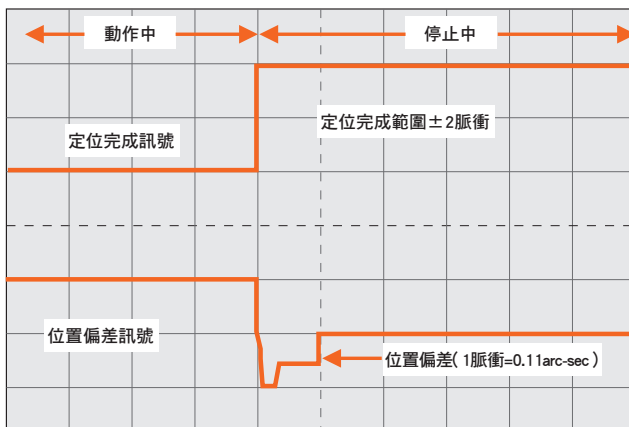 動作中
停止中
定位完成訊號
定位完成範圍±2脈衝
位置偏差訊號
位置偏差(1脈衝=0.11arc-sec)